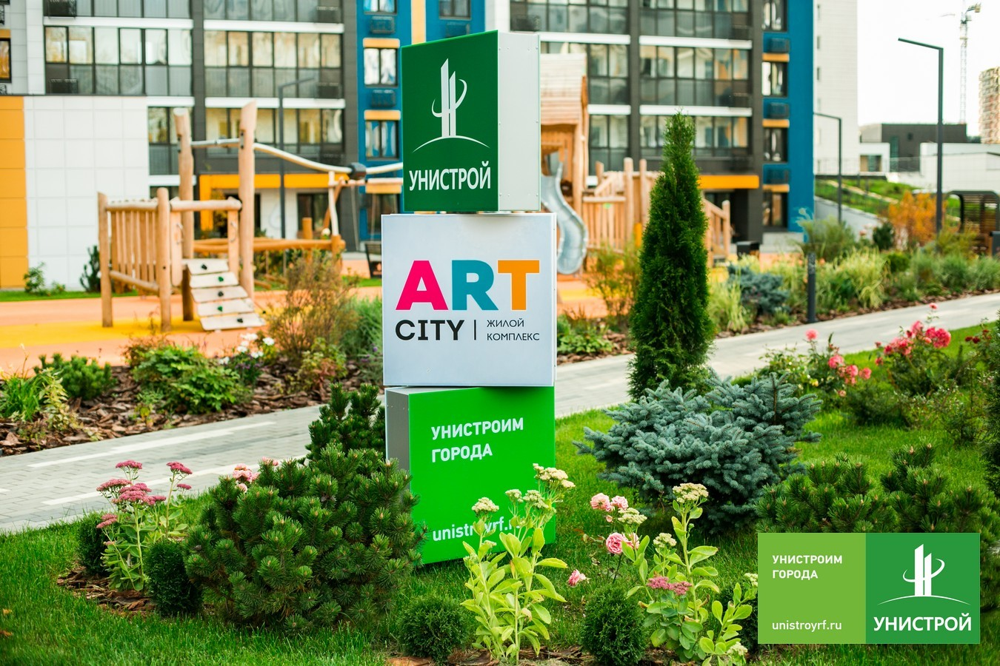 УНИСТРОЙ
ART
CITY | ЖИЛОЙ
КОМПЛЕКС
УНИСТРОИМ
ГОРОДА
УНИСТРОИМ
ГОРОДА
unistroyrf.ru
УНИСТРОЙ